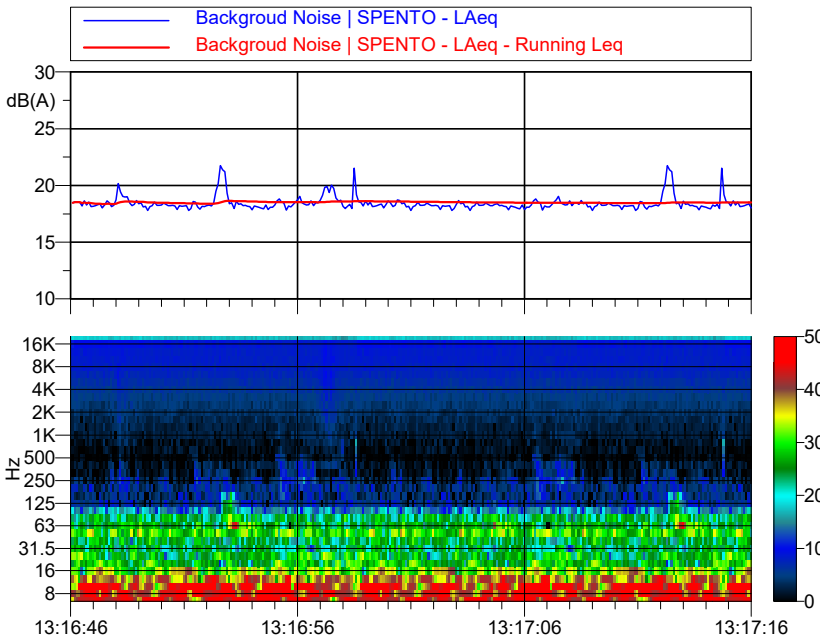 Backgroud Noise | SPENTO - LAeq
Backgroud Noise | SPENTO - LAeq - Running Leq
30
dB(A)
25
20
15
10
16K
8K
4K
2K
1K
500
250
125
63
31.5
16
8
Hz
50
40
30
20
10
0
13:16:46
13:16:56
13:17:06
13:17:16